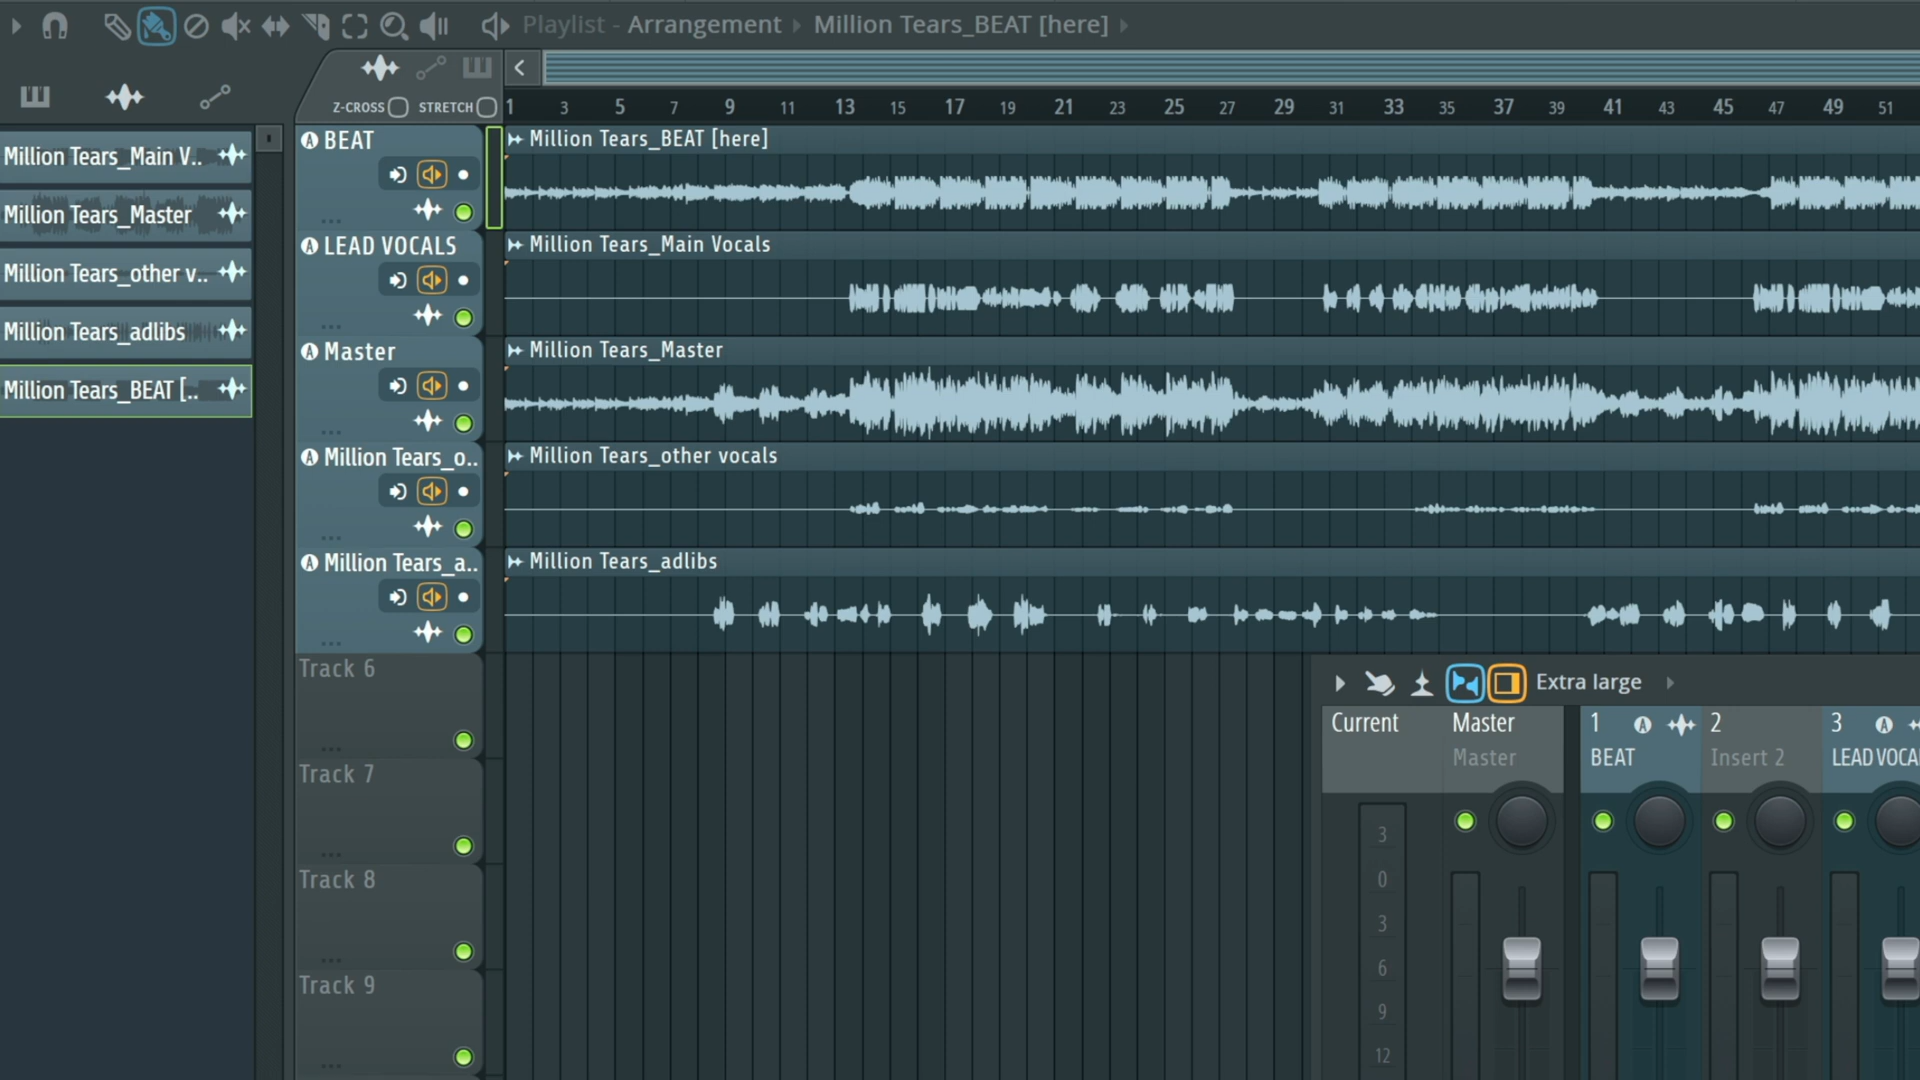 Playlist - Arrangement › Million Tears_BEAT [here] ›
Z-CROSS STRETCH
1 3 5 7 9 11 13 15 17 19 21 23 25 27 29 31 33 35 37 39 41 43 45 47 49 51
Million Tears_Main V..
Million Tears_Master
Million Tears_other v..
Million Tears_adlibs
Million Tears_BEAT [..
BEAT
Million Tears_BEAT [here]
LEAD VOCALS
Million Tears_Main Vocals
Master
Million Tears_Master
Million Tears_o..
Million Tears_other vocals
Million Tears_a..
Million Tears_adlibs
Track 6
Track 7
Track 8
Track 9
Extra large
Current Master 1 2 3
Master BEAT Insert 2 LEAD VOCA
3
0
3
6
9
12